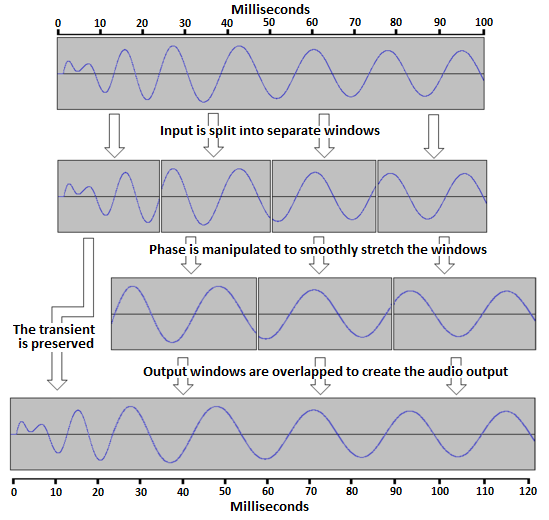 Milliseconds
0 10 20 30 40 50 60 70 80 90 100
Input is split into separate windows
Phase is manipulated to smoothly stretch the windows
The transient
is preserved
Output windows are overlapped to create the audio output
0 10 20 30 40 50 60 70 80 90 100 110 120
Milliseconds